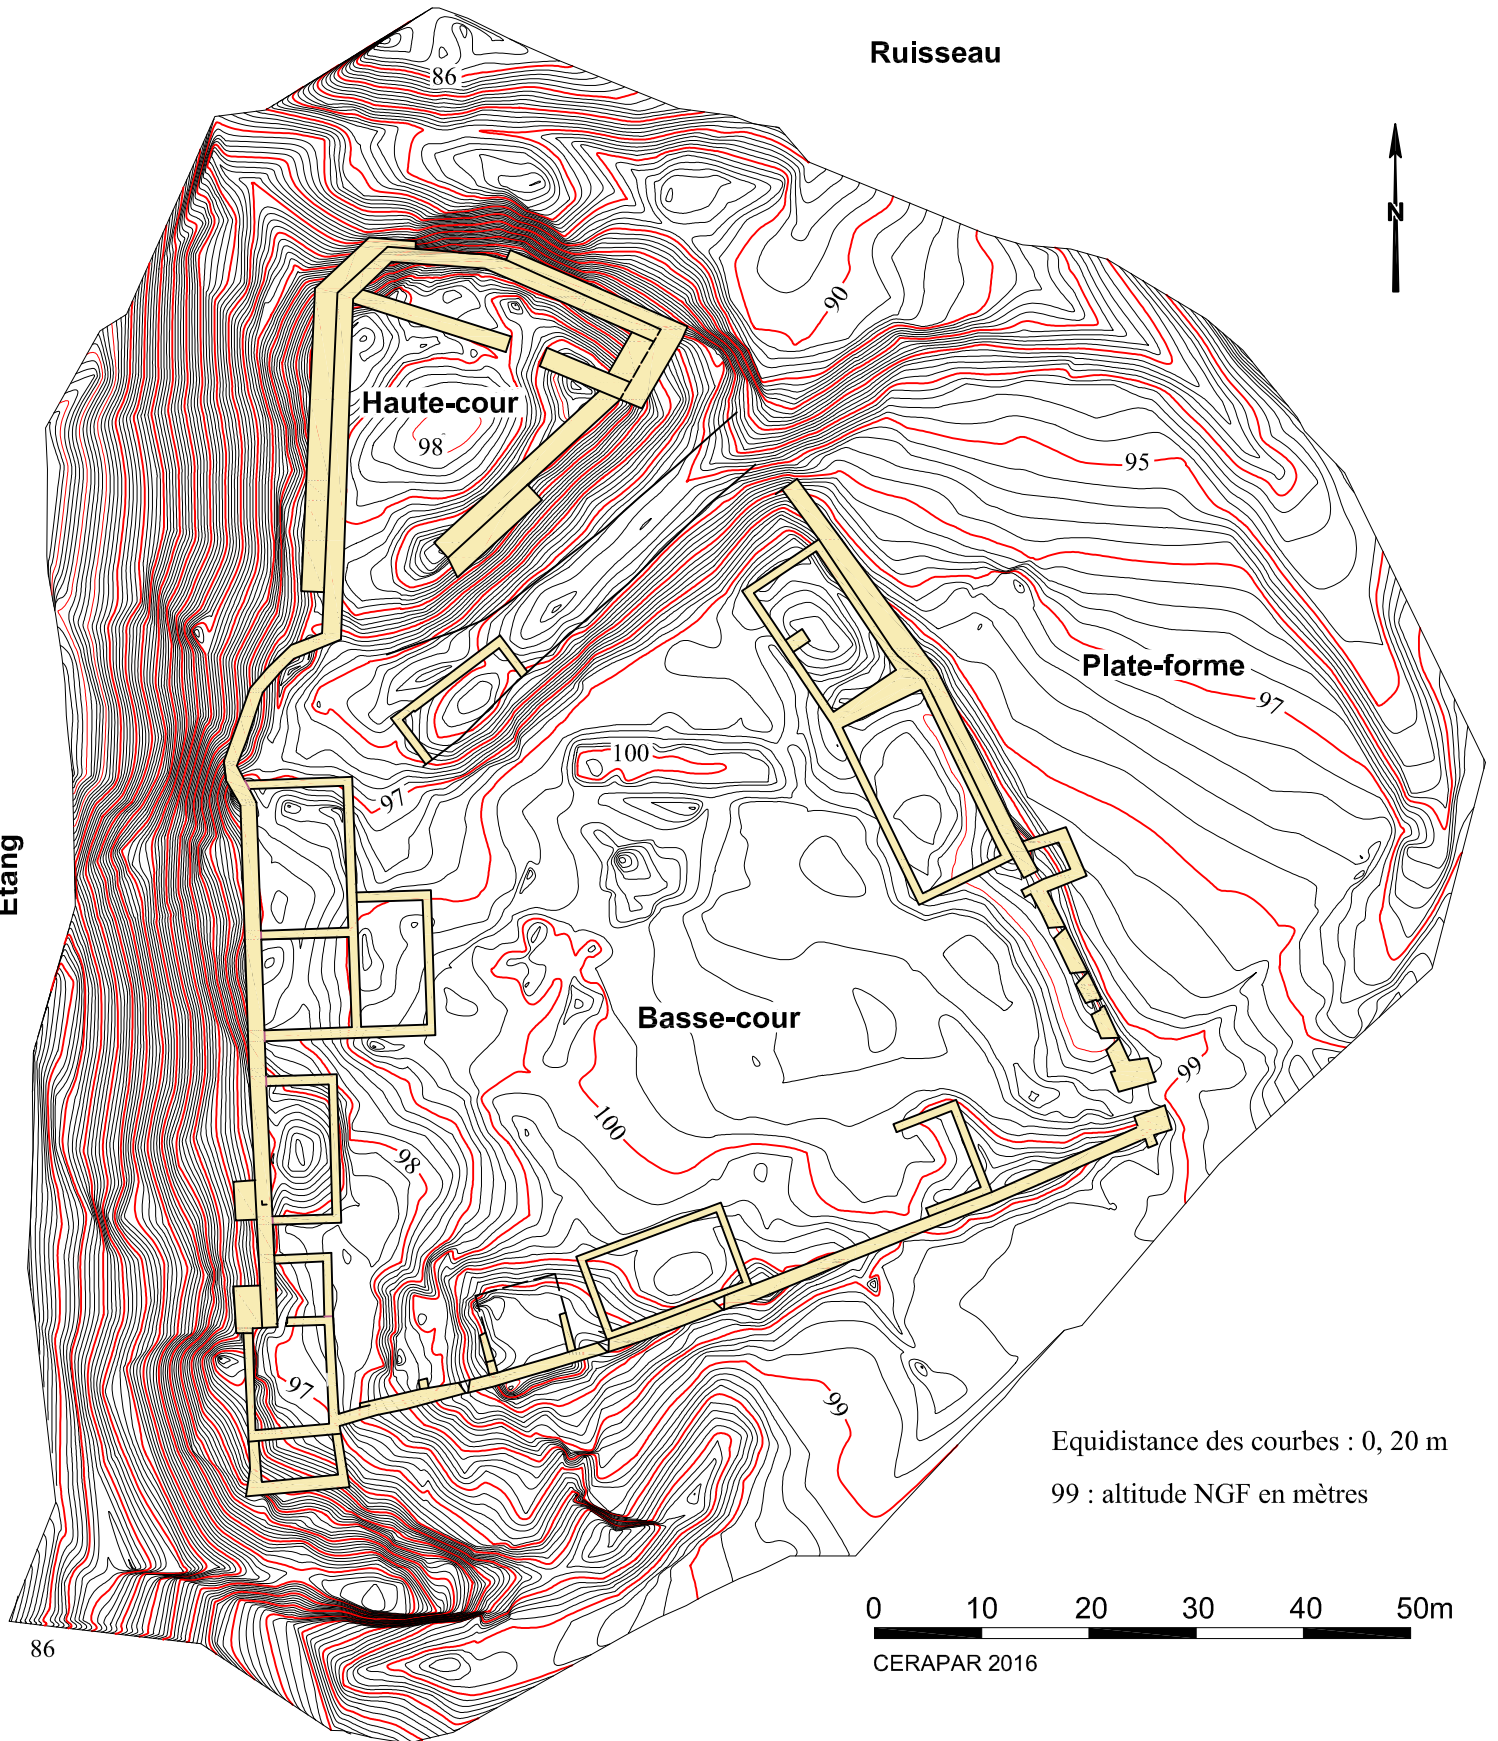 Ruisseau
86
N
90
Haute-cour
98
95
Plate-forme
97
100
97
Etang
Basse-cour
99
100
98
97
99
Equidistance des courbes : 0, 20 m
99 : altitude NGF en mètres
0 10 20 30 40 50m
86
CERAPAR 2016